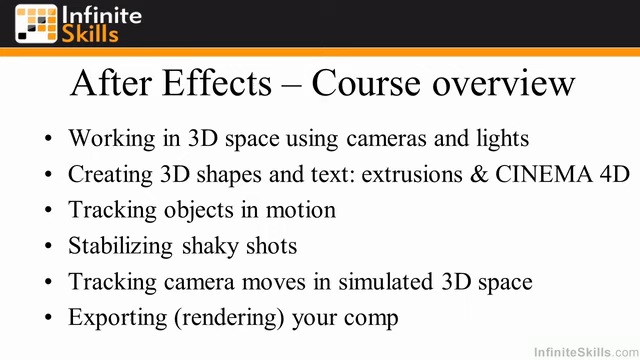 Infinite
Skills
After Effects – Course overview
• Working in 3D space using cameras and lights
• Creating 3D shapes and text: extrusions & CINEMA 4D
• Tracking objects in motion
• Stabilizing shaky shots
• Tracking camera moves in simulated 3D space
• Exporting (rendering) your comp
InfiniteSkills.com